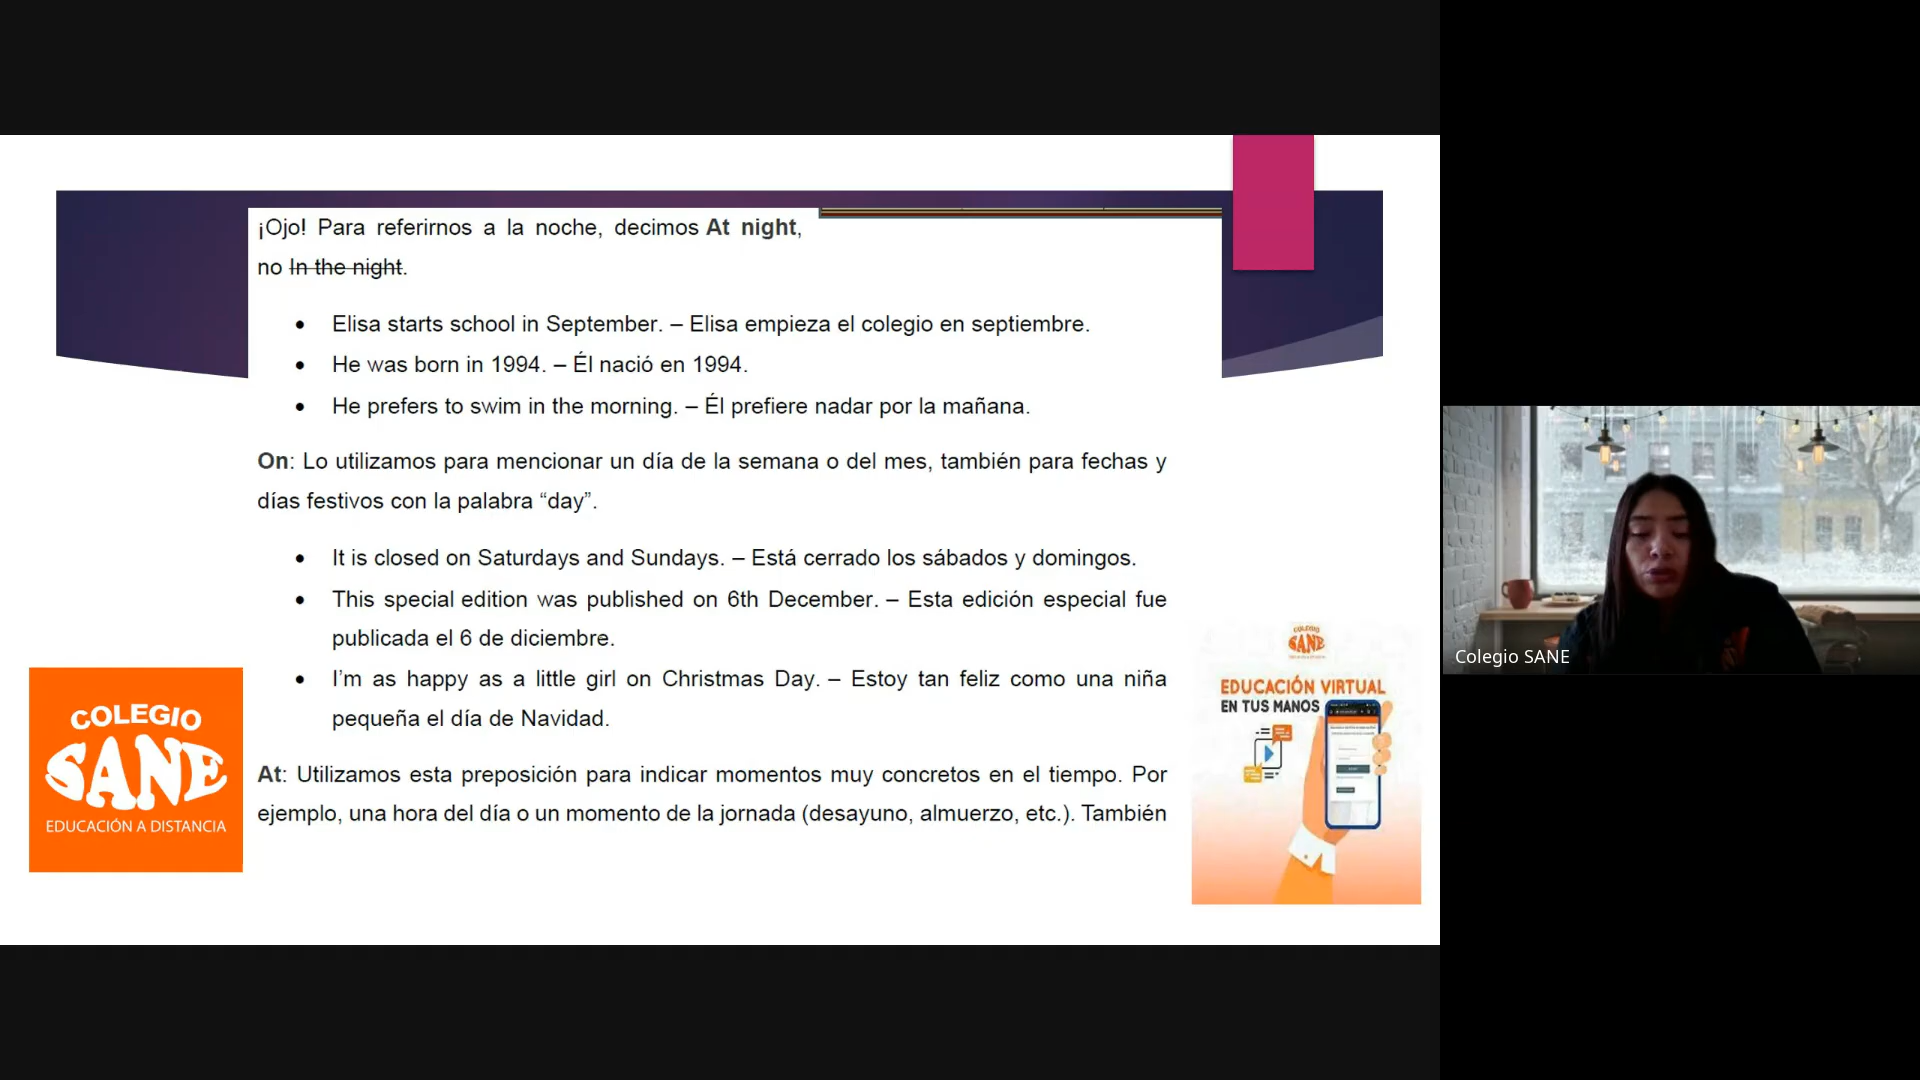 ¡Ojo! Para referirnos a la noche, decimos At night,
no In the night.
• Elisa starts school in September. – Elisa empieza el colegio en septiembre.
• He was born in 1994. – Él nació en 1994.
• He prefers to swim in the morning. – Él prefiere nadar por la mañana.
On: Lo utilizamos para mencionar un día de la semana o del mes, también para fechas y
días festivos con la palabra “day”.
• It is closed on Saturdays and Sundays. – Está cerrado los sábados y domingos.
• This special edition was published on 6th December. – Esta edición especial fue
publicada el 6 de diciembre.
• I’m as happy as a little girl on Christmas Day. – Estoy tan feliz como una niña
pequeña el día de Navidad.
At: Utilizamos esta preposición para indicar momentos muy concretos en el tiempo. Por
ejemplo, una hora del día o un momento de la jornada (desayuno, almuerzo, etc.). También
COLEGIO
SANE
EDUCACIÓN A DISTANCIA
COLEGIO
SANE
EDUCACIÓN VIRTUAL
EN TUS MANOS
Colegio SANE